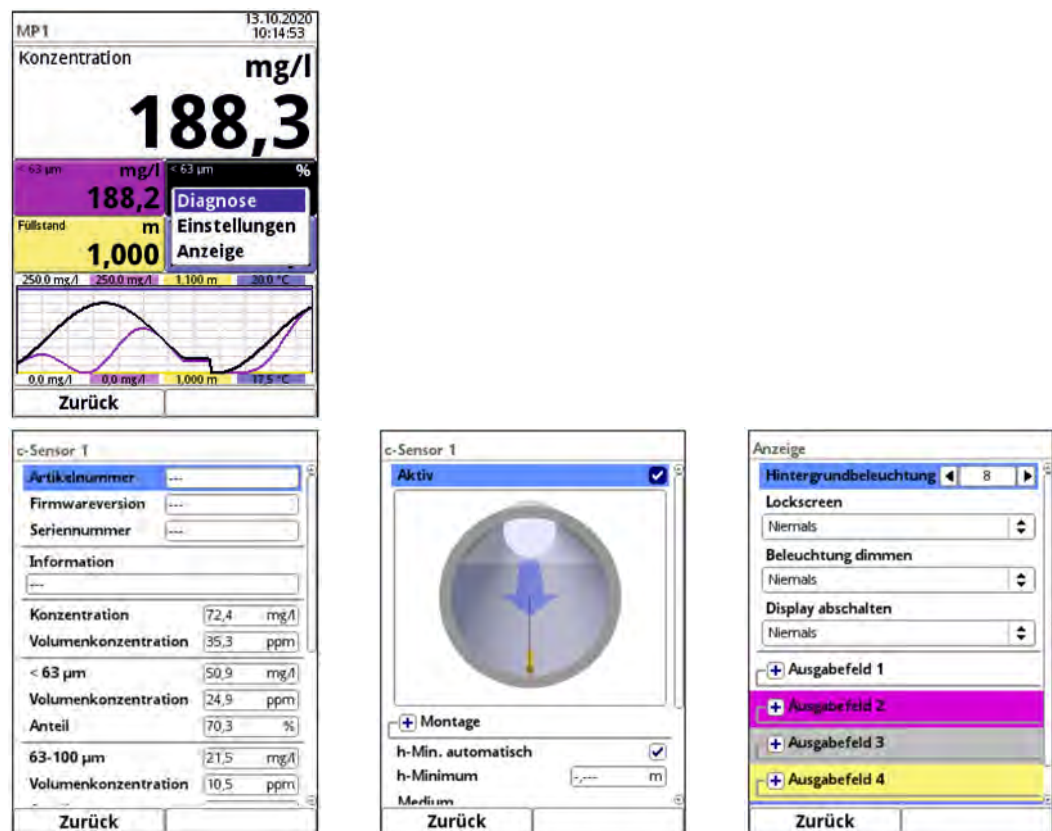 MP1
13.10.2020
10:14:53
Konzentration
mg/l
188,3
< 63 µm mg/l
188,2
< 63 µm %
Diagnose
Einstellungen
Anzeige
Füllstand m
1,000
250,0 mg/l 250,0 mg/l 1,100 m 20,0 °C
0,0 mg/l 0,0 mg/l 1,000 m 17,5 °C
Zurück
c-Sensor 1
Artikelnummer ---
Firmwareversion ---
Seriennummer ---
Information
---
Konzentration 72,4 mg/l
Volumenkonzentration 35,3 ppm
< 63 µm 50,9 mg/l
Volumenkonzentration 24,9 ppm
Anteil 70,3 %
63-100 µm 21,5 mg/l
Volumenkonzentration 10,5 ppm
Zurück
c-Sensor 1
Aktiv
Montage
h-Min. automatisch
h-Minimum -,--- m
Medium
Zurück
Anzeige
Hintergrundbeleuchtung 8
Lockscreen
Niemals
Beleuchtung dimmen
Niemals
Display abschalten
Niemals
Ausgabefeld 1
Ausgabefeld 2
Ausgabefeld 3
Ausgabefeld 4
Zurück